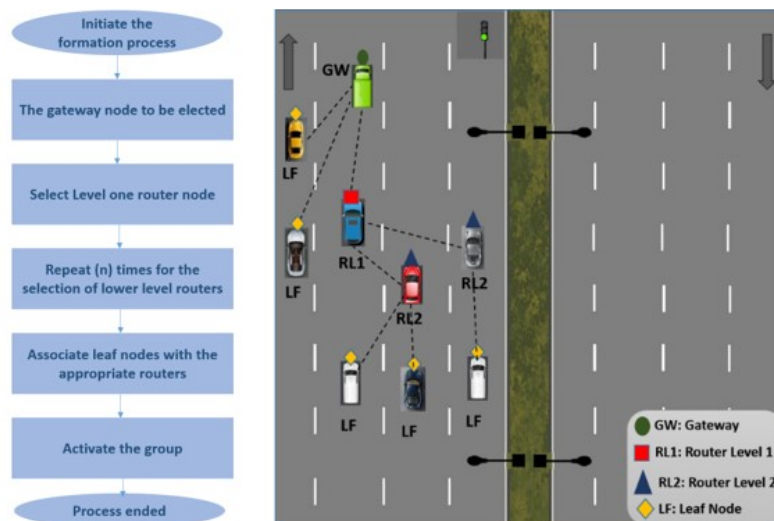 Initiate the
formation process
The gateway node to be elected
Select Level one router node
Repeat (n) times for the
selection of lower level routers
Associate leaf nodes with the
appropriate routers
Activate the group
Process ended
GW
LF
LF
RL1
RL2
RL2
LF
LF
LF
GW: Gateway
RL1: Router Level 1
RL2: Router Level 2
LF: Leaf Node